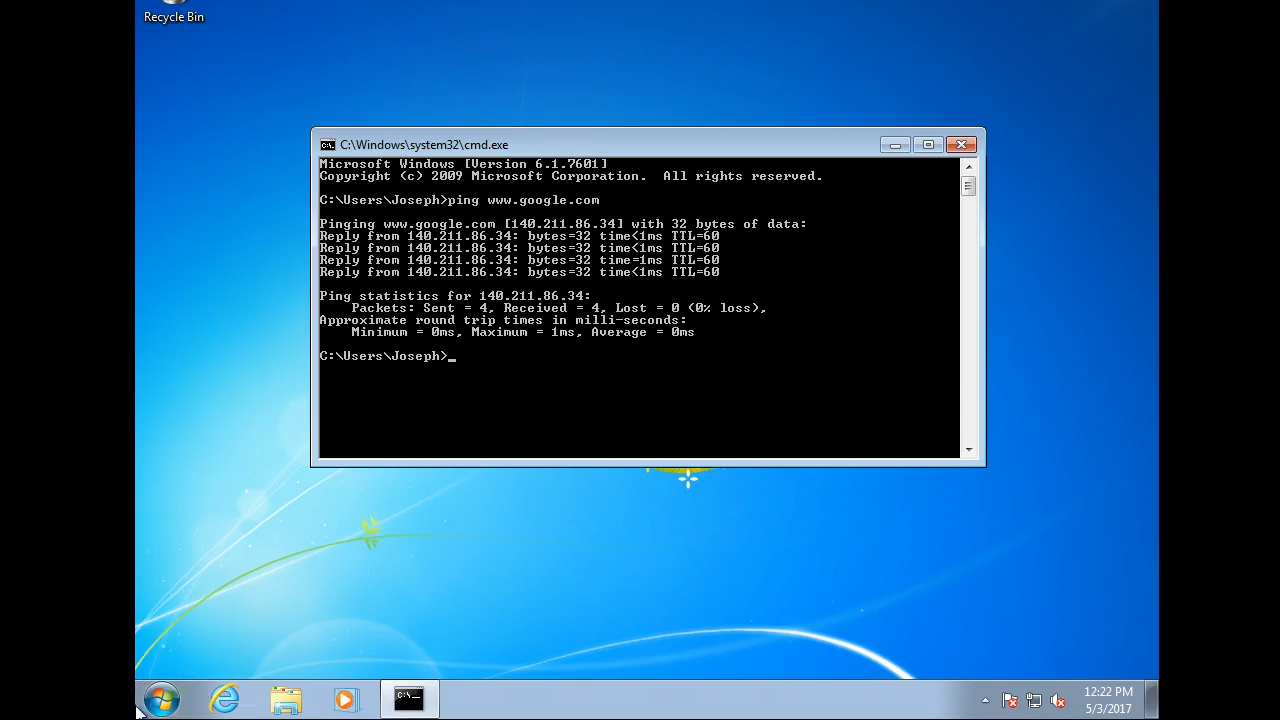 Recycle Bin
C:\Windows\system32\cmd.exe
Microsoft Windows [Version 6.1.7601]
Copyright (c) 2009 Microsoft Corporation.  All rights reserved.
C:\Users\Joseph>ping www.google.com
Pinging www.google.com [140.211.86.34] with 32 bytes of data:
Reply from 140.211.86.34: bytes=32 time<1ms TTL=60
Reply from 140.211.86.34: bytes=32 time<1ms TTL=60
Reply from 140.211.86.34: bytes=32 time=1ms TTL=60
Reply from 140.211.86.34: bytes=32 time<1ms TTL=60
Ping statistics for 140.211.86.34:
    Packets: Sent = 4, Received = 4, Lost = 0 (0% loss),
Approximate round trip times in milli-seconds:
    Minimum = 0ms, Maximum = 1ms, Average = 0ms
C:\Users\Joseph>_
12:22 PM
5/3/2017